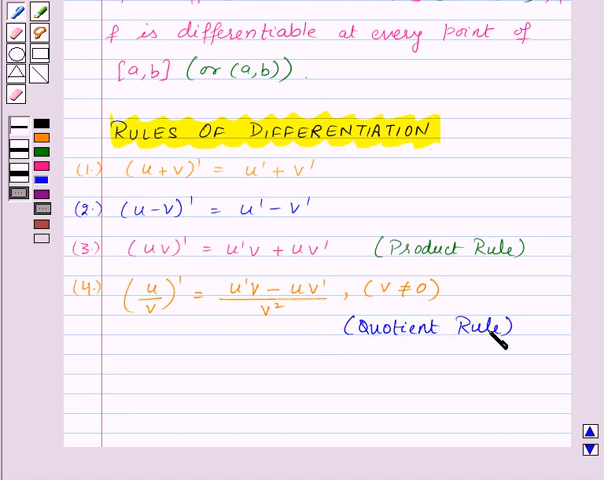 f is differentiable at every point of
[a,b] (or (a,b)).
RULES OF DIFFERENTIATION
(1.) (u+v)' = u' + v'
(2.) (u-v)' = u' - v'
(3.) (uv)' = u'v + uv' (Product Rule)
(4.) (u/v)' = (u'v - uv')/v², (v ≠ 0)
(Quotient Rule)